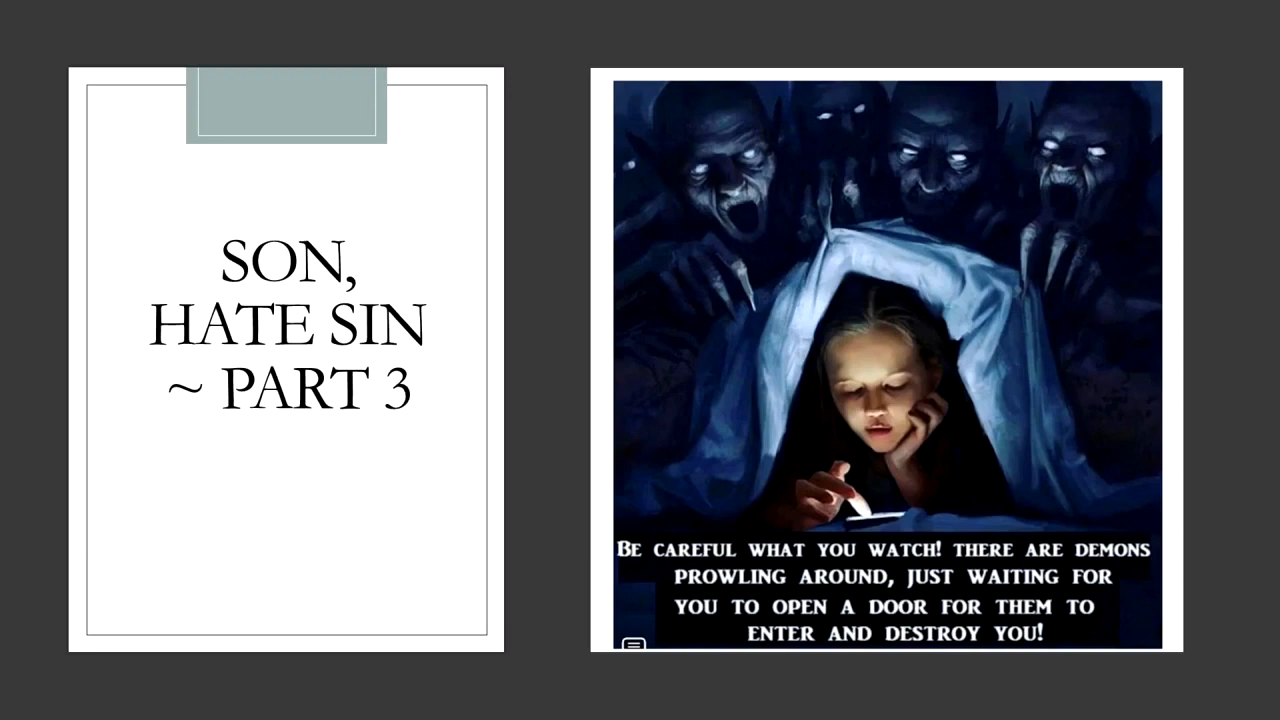 SON,
HATE SIN
~ PART 3
BE CAREFUL WHAT YOU WATCH! THERE ARE DEMONS
PROWLING AROUND, JUST WAITING FOR
YOU TO OPEN A DOOR FOR THEM TO
ENTER AND DESTROY YOU!